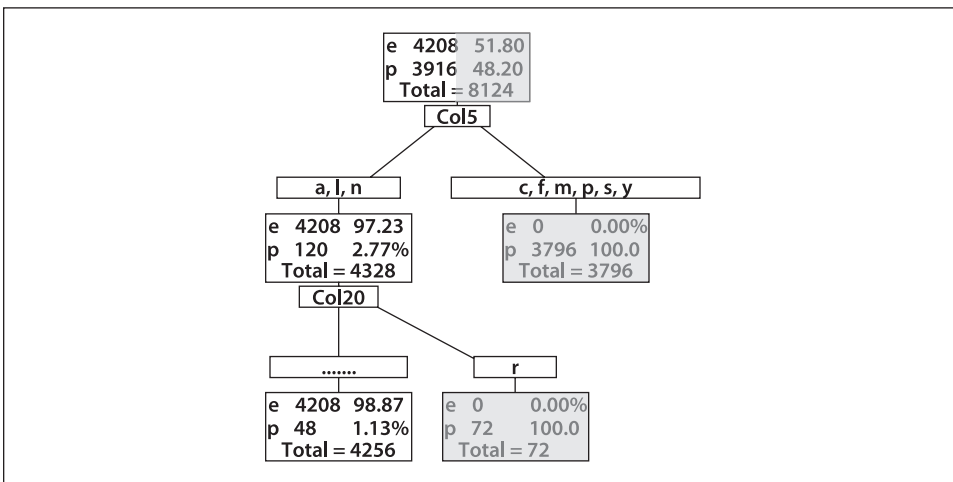 e 4208 51.80
p 3916 48.20
Total = 8124
Col5
a, l, n
c, f, m, p, s, y
e 4208 97.23
p 120 2.77%
Total = 4328
e 0 0.00%
p 3796 100.0
Total = 3796
Col20
.......
r
e 4208 98.87
p 48 1.13%
Total = 4256
e 0 0.00%
p 72 100.0
Total = 72